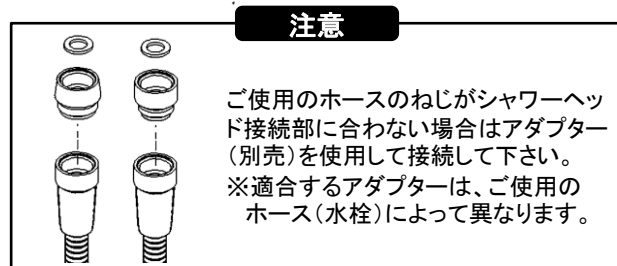 注意
ご使用のホースのねじがシャワーヘッ
ド接続部に合わない場合はアダプター
(別売)を使用して接続して下さい。
※適合するアダプターは、ご使用の
ホース(水栓)によって異なります。